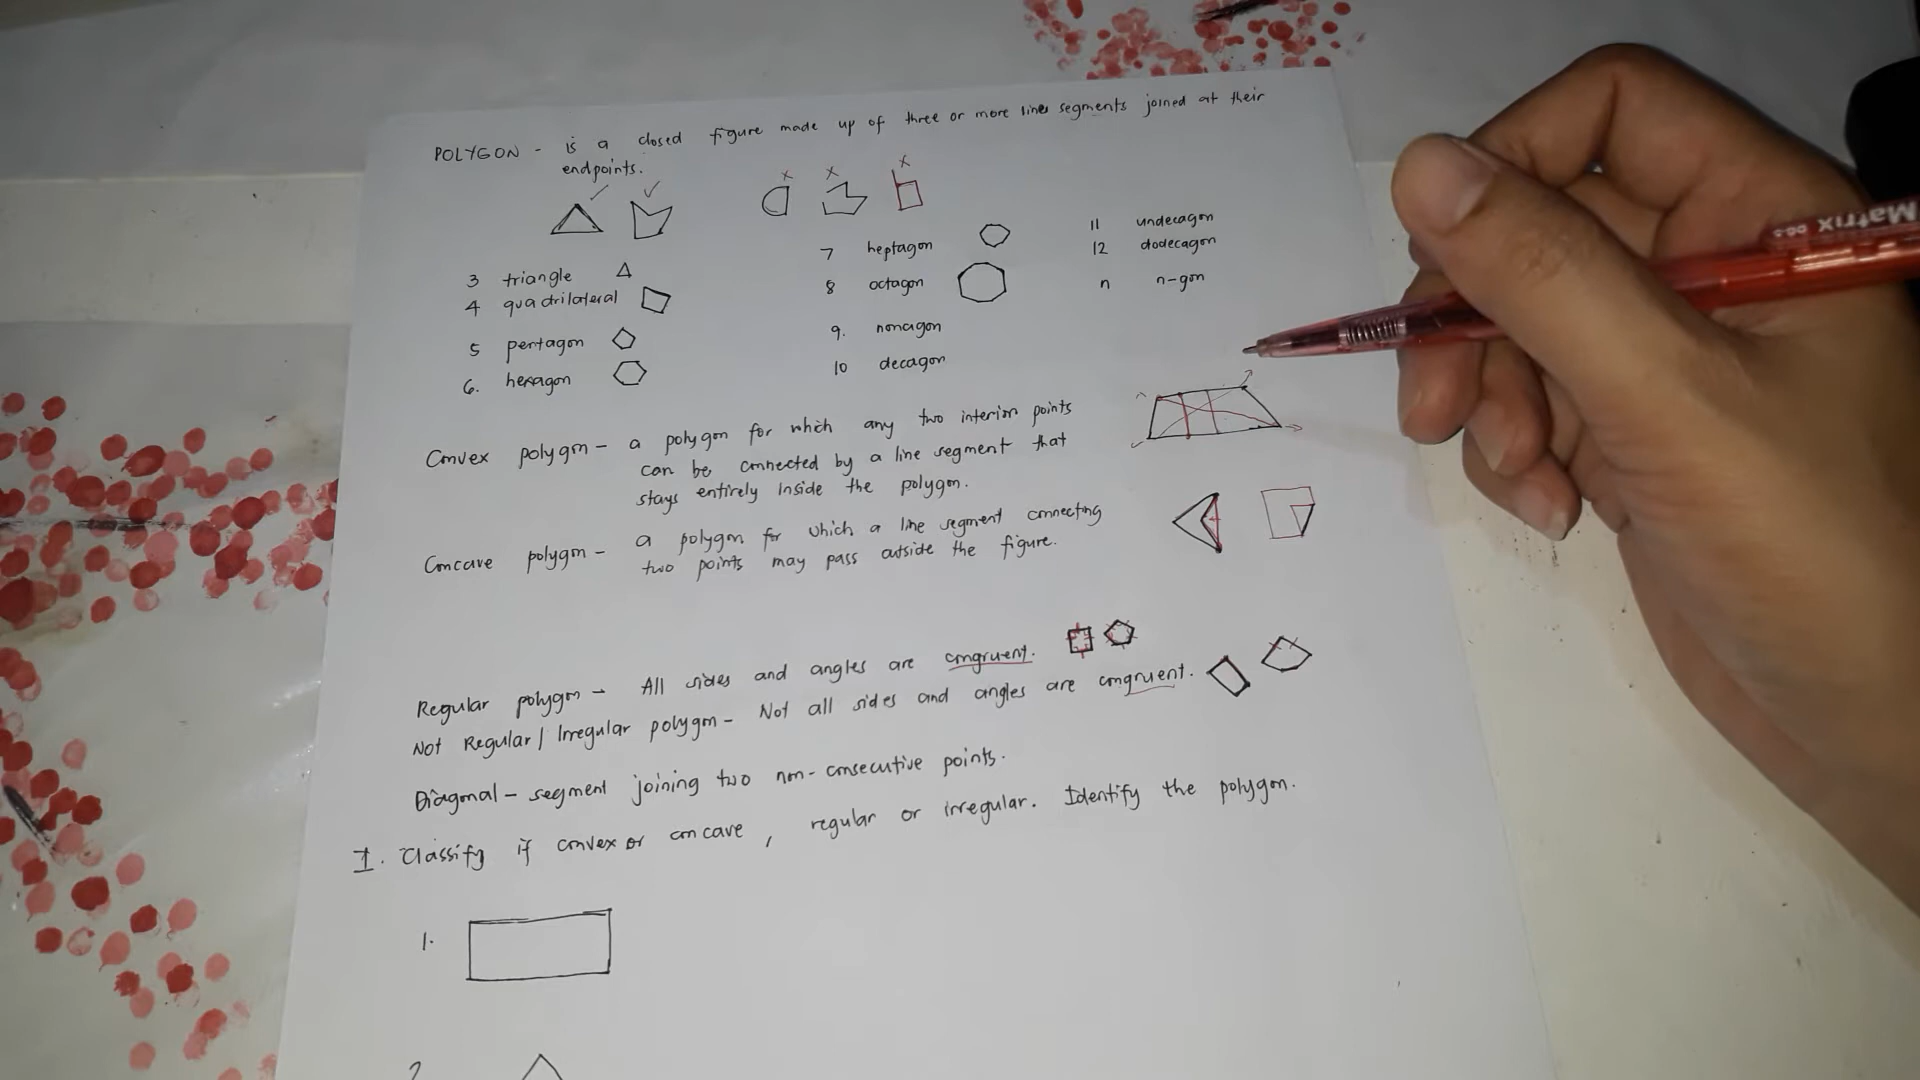 POLYGON - is a closed figure made up of three or more line segments joined at their
endpoints.
3 triangle
4 quadrilateral
5 pentagon
6. hexagon
7 heptagon
8 octagon
9. nonagon
10 decagon
11 undecagon
12 dodecagon
n n-gon
Convex polygon - a polygon for which any two interior points
can be connected by a line segment that
stays entirely inside the polygon.
Concave polygon - a polygon for which a line segment connecting
two points may pass outside the figure.
Regular polygon - All sides and angles are congruent.
Not Regular / Irregular polygon - Not all sides and angles are congruent.
Diagonal - segment joining two non-consecutive points.
I. Classify if convex or concave, regular or irregular. Identify the polygon.
1.
Matrix